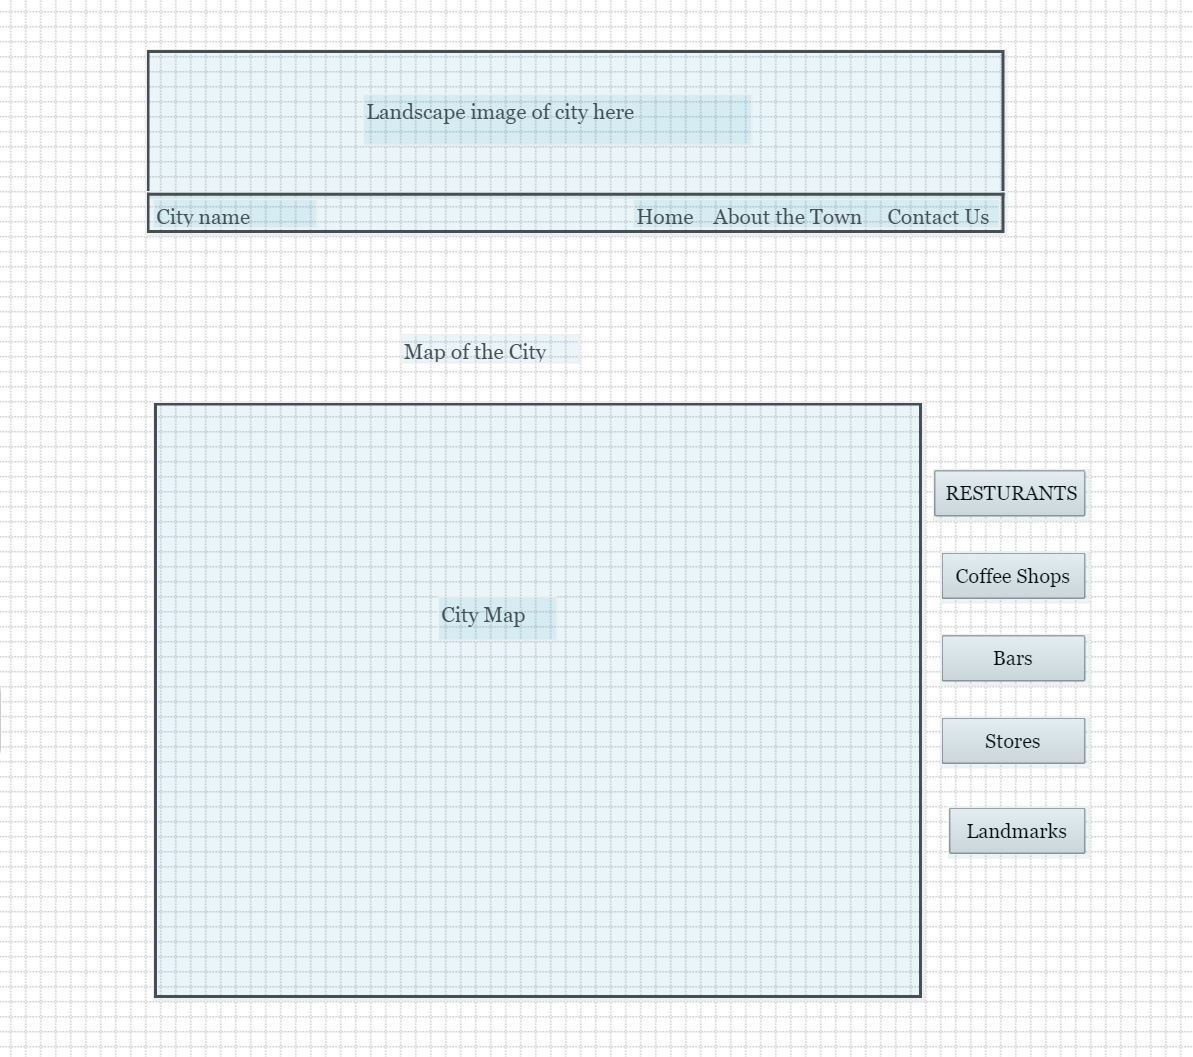 Landscape image of city here
City name Home About the Town Contact Us
Map of the City
RESTURANTS
Coffee Shops
City Map
Bars
Stores
Landmarks